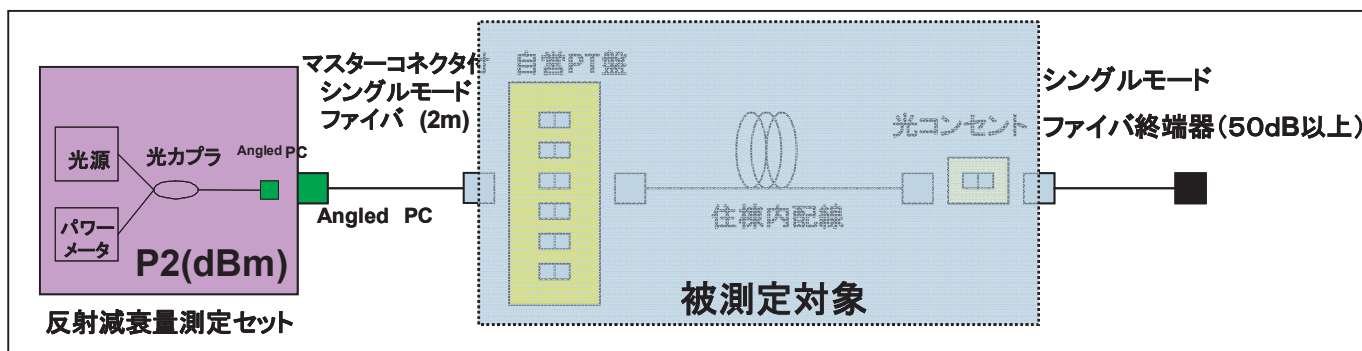 マスターコネクタ付
シングルモード
ファイバ (2m)
自営PT盤
シングルモード
ファイバ終端器(50dB以上)
光コンセント
光源
光カプラ
Angled PC
パワー
メータ
P2(dBm)
Angled PC
住棟内配線
被測定対象
反射減衰量測定セット